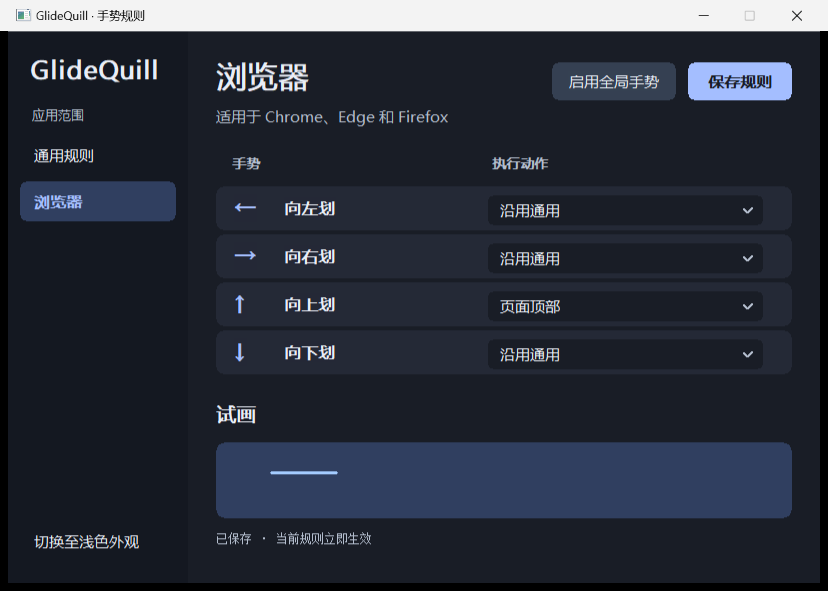 GlideQuill · 手势规则
GlideQuill
应用范围
通用规则
浏览器
切换至浅色外观
浏览器
适用于 Chrome、Edge 和 Firefox
启用全局手势
保存规则
手势 执行动作
← 向左划 沿用通用
→ 向右划 沿用通用
↑ 向上划 页面顶部
↓ 向下划 沿用通用
试画
已保存 · 当前规则立即生效